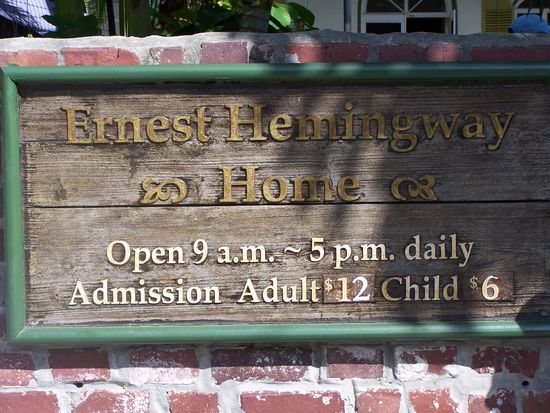 Ernest Hemingway
Home
Open 9 a.m. ~ 5 p.m. daily
Admission Adult $12 Child $6